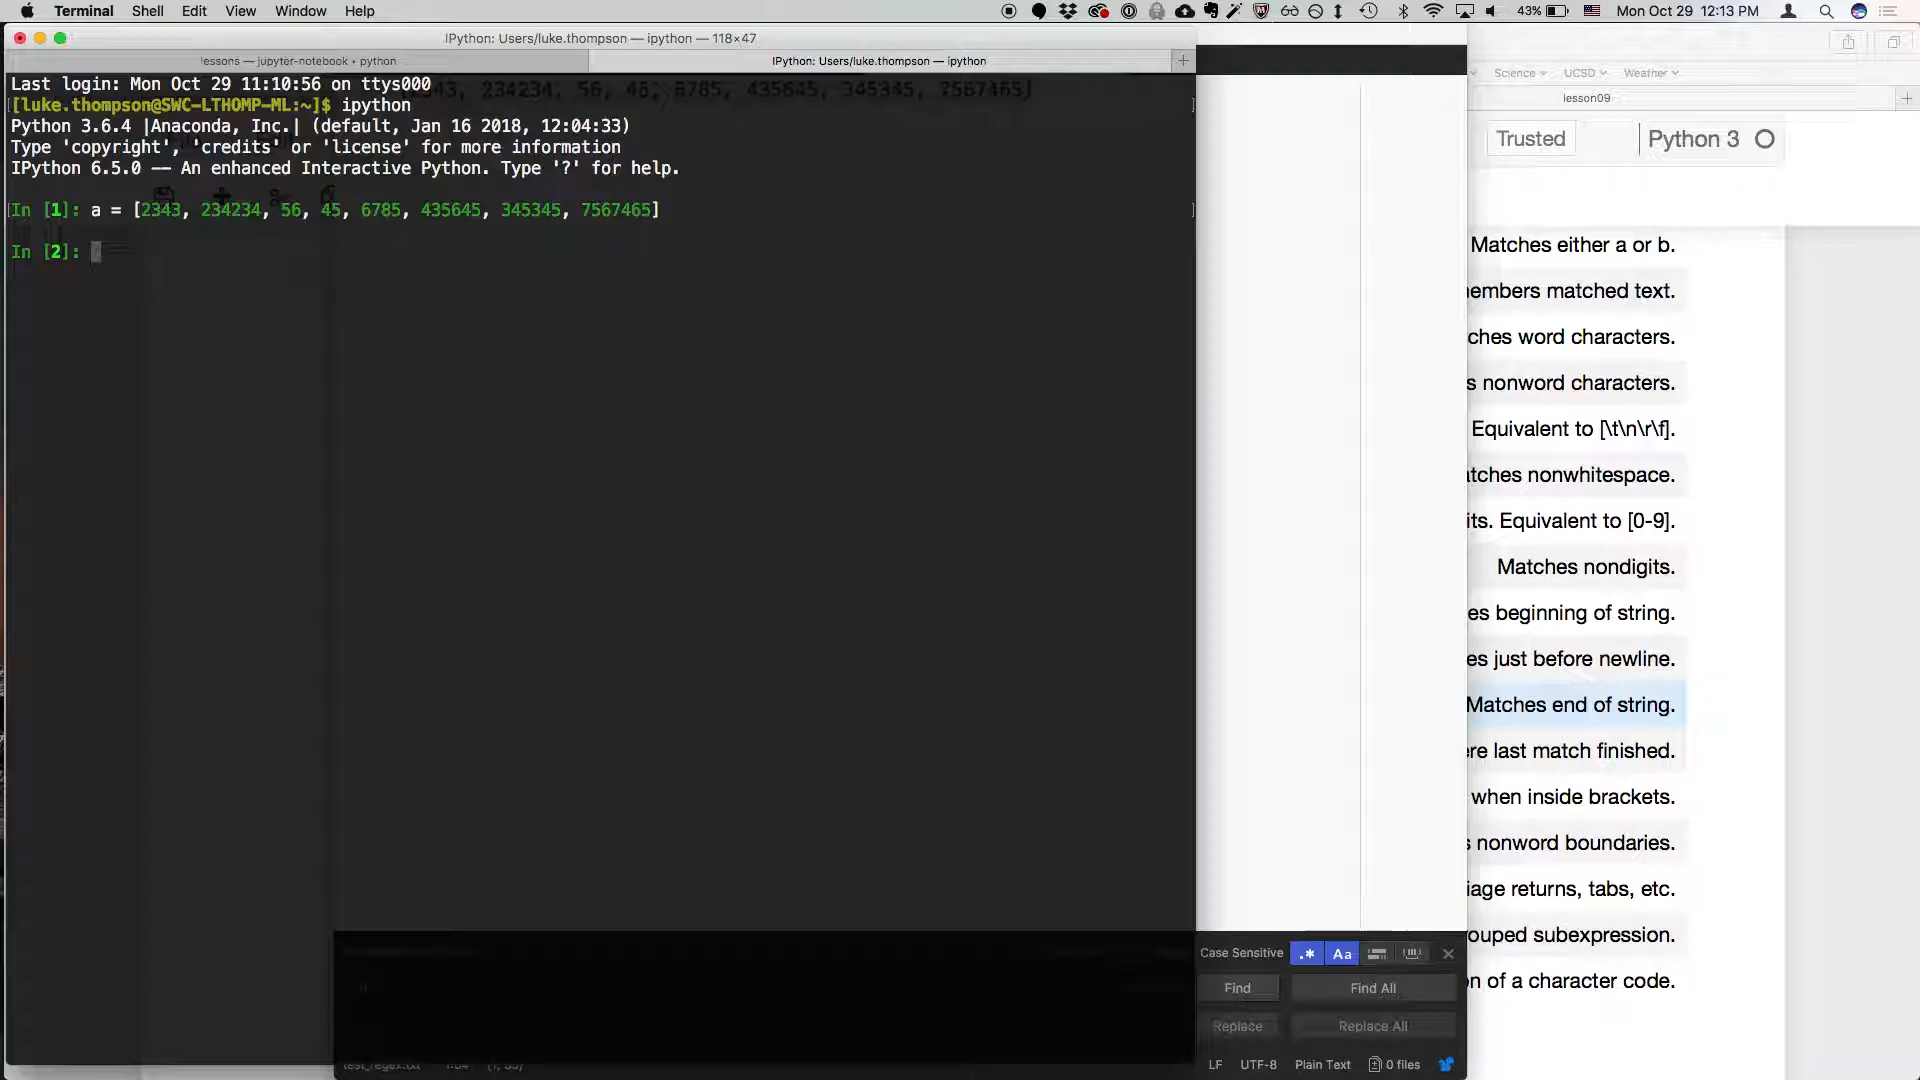 Terminal Shell Edit View Window Help 43% Mon Oct 29 12:13 PM
IPython: Users/luke.thompson — ipython — 118×47
lessons — jupyter-notebook • python
IPython: Users/luke.thompson — ipython
Last login: Mon Oct 29 11:10:56 on ttys000
[luke.thompson@SWC-LTHOMP-ML:~]$ ipython
Python 3.6.4 |Anaconda, Inc.| (default, Jan 16 2018, 12:04:33)
Type 'copyright', 'credits' or 'license' for more information
IPython 6.5.0 -- An enhanced Interactive Python. Type '?' for help.
In [1]: a = [2343, 234234, 56, 45, 6785, 435645, 345345, 7567465]
In [2]:
Science UCSD Weather
lesson09
Trusted Python 3
Matches either a or b.
embers matched text.
ches word characters.
s nonword characters.
Equivalent to [\t\n\r\f].
tches nonwhitespace.
its. Equivalent to [0-9].
Matches nondigits.
es beginning of string.
es just before newline.
Matches end of string.
ere last match finished.
when inside brackets.
s nonword boundaries.
iage returns, tabs, etc.
ouped subexpression.
n of a character code.
Case Sensitive .* Aa
Find Find All
Replace Replace All
LF UTF-8 Plain Text 0 files